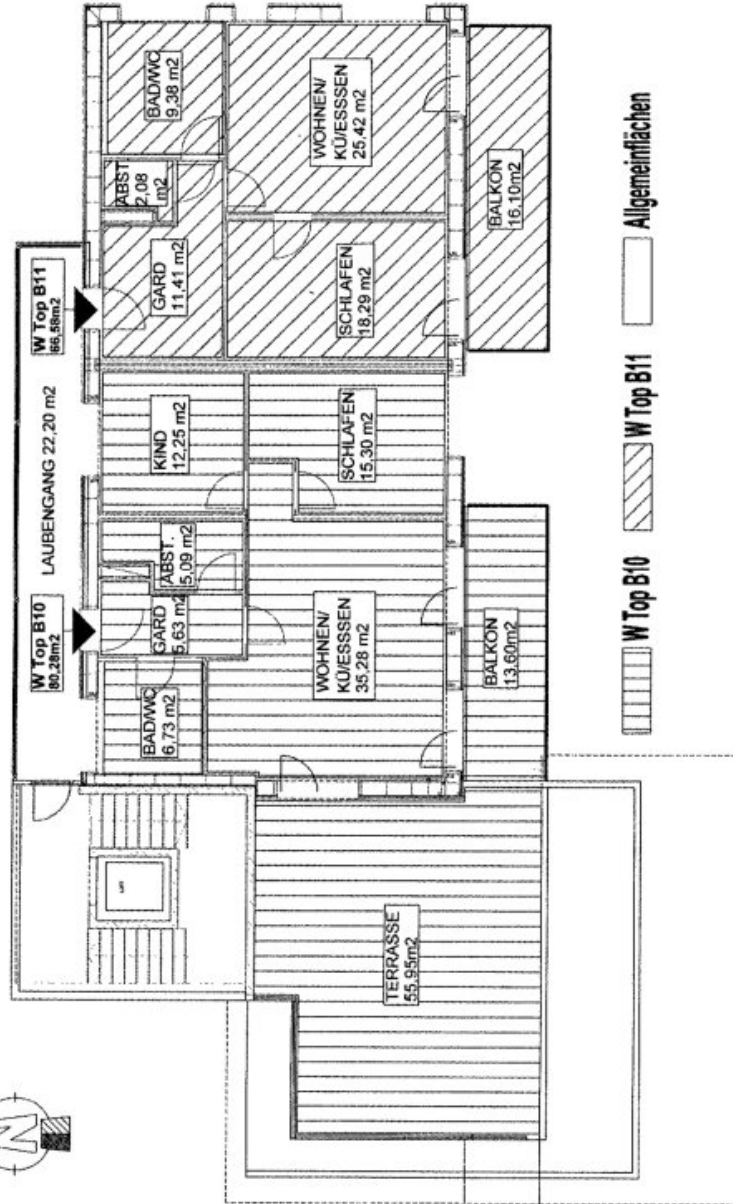 W Top B10
80,28m2
LAUBENGANG 22,20 m2
W Top B11
66,58m2
BAD/WC
6,73 m2
GARD
5,63 m2
ABST.
5,09 m2
KIND
12,25 m2
GARD
11,41 m2
ABST.
2,08
m2
BAD/WC
9,38 m2
WOHNEN/
KÜ/ESSSEN
35,28 m2
SCHLAFEN
15,30 m2
SCHLAFEN
18,29 m2
WOHNEN/
KÜ/ESSSEN
25,42 m2
TERRASSE
55,95m2
BALKON
13,60m2
BALKON
16,10m2
W Top B10
W Top B11
Allgemeinflächen
N